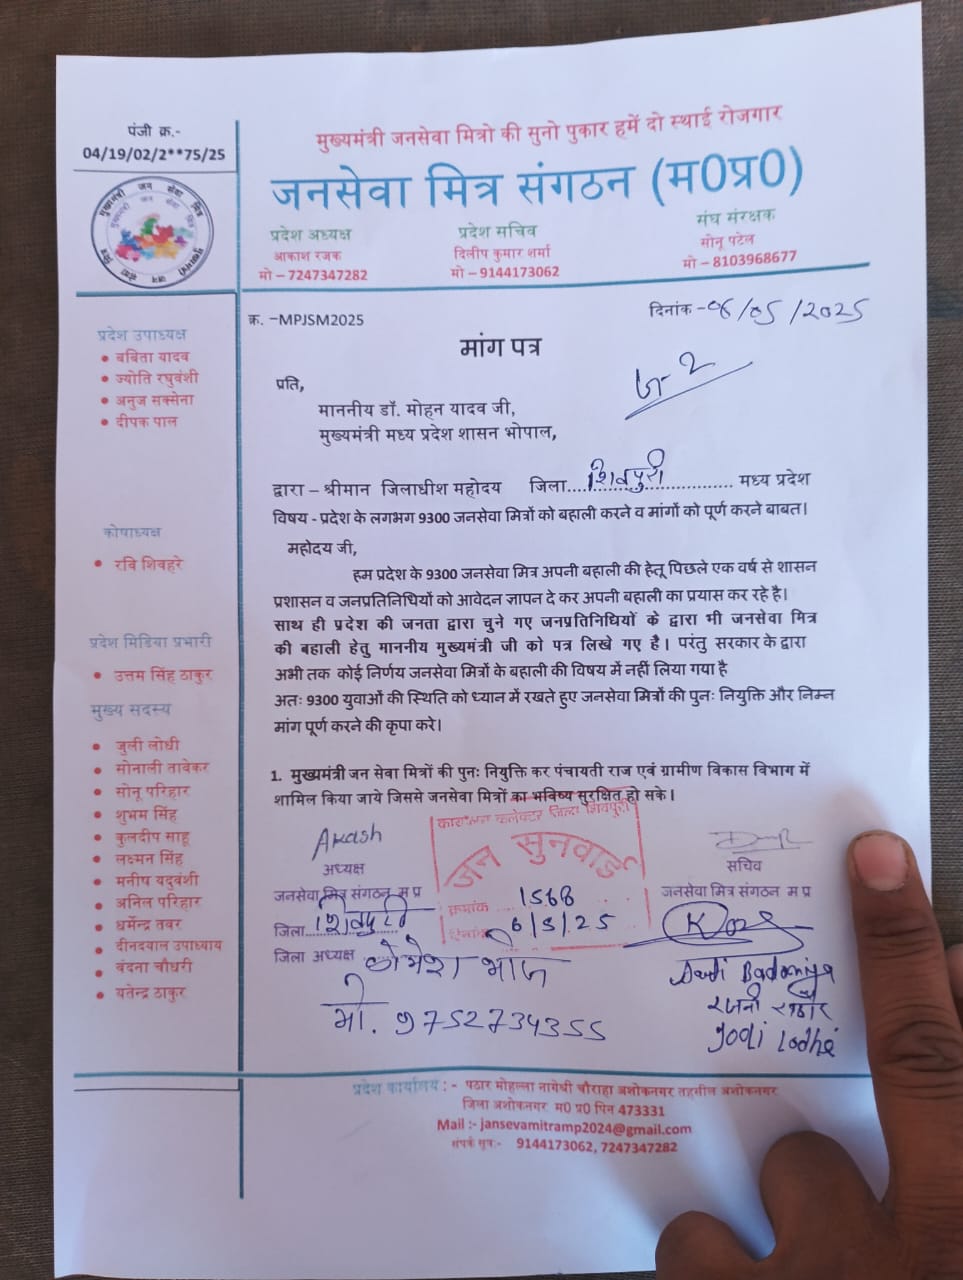 पंजी क्र.-
04/19/02/2**75/25
मुख्यमंत्री जनसेवा मित्रो की सुनो पुकार हमें दो स्थाई रोजगार
जनसेवा मित्र संगठन (म0प्र0)
प्रदेश अध्यक्ष
आकाश रजक
मो – 7247347282
प्रदेश सचिव
दिलीप कुमार शर्मा
मो – 9144173062
संघ संरक्षक
सोनू पटेल
मो – 8103968677
क्र. –MPJSM2025
दिनांक -06/05/2025
मांग पत्र
प्रति,
माननीय डॉ. मोहन यादव जी,
मुख्यमंत्री मध्य प्रदेश शासन भोपाल,
द्वारा – श्रीमान जिलाधीश महोदय जिला....शिवपुरी.... मध्य प्रदेश
विषय - प्रदेश के लगभग 9300 जनसेवा मित्रों को बहाली करने व मांगों को पूर्ण करने बाबत।
महोदय जी,
हम प्रदेश के 9300 जनसेवा मित्र अपनी बहाली की हेतू पिछले एक वर्ष से शासन
प्रशासन व जनप्रतिनिधियों को आवेदन ज्ञापन दे कर अपनी बहाली का प्रयास कर रहे है।
साथ ही प्रदेश की जनता द्वारा चुने गए जनप्रतिनिधियों के द्वारा भी जनसेवा मित्र
की बहाली हेतु माननीय मुख्यमंत्री जी को पत्र लिखे गए है। परंतु सरकार के द्वारा
अभी तक कोई निर्णय जनसेवा मित्रों के बहाली की विषय में नहीं लिया गया है
अतः 9300 युवाओं की स्थिति को ध्यान में रखते हुए जनसेवा मित्रों की पुनः नियुक्ति और निम्न
मांग पूर्ण करने की कृपा करे।
1. मुख्यमंत्री जन सेवा मित्रों की पुनः नियुक्ति कर पंचायती राज एवं ग्रामीण विकास विभाग में
शामिल किया जाये जिससे जनसेवा मित्रों का भविष्य सुरक्षित हो सके।
Akash
अध्यक्ष
जनसेवा मित्र संगठन म प्र
जिला....शिवपुरी....
जिला अध्यक्ष
मो. 9752734355
कार्यालय कलेक्टर जिला शिवपुरी
जन सुनवाई
क्रमांक 1568
दिनांक 6/5/25
सचिव
जनसेवा मित्र संगठन म प्र
Badoniya
रजनी राठौर
Jodi Lodhi
प्रदेश उपाध्यक्ष
• बबिता यादव
• ज्योति रघुवंशी
• अनुज सक्सेना
• दीपक पाल
कोषाध्यक्ष
• रवि शिवहरे
प्रदेश मिडिया प्रभारी
• उत्तम सिंह ठाकुर
मुख्य सदस्य
• जुली लोधी
• सोनाली तावेकर
• सोनू परिहार
• शुभम सिंह
• कुलदीप साहू
• लक्ष्मन सिंह
• मनीष यदुवंशी
• अनिल परिहार
• धर्मेन्द्र तवर
• दीनदयाल उपाध्याय
• वंदना चौधरी
• यतेन्द्र ठाकुर
प्रदेश कार्यालय : - पठार मोहल्ला नागेश्री चौराहा अशोकनगर तहसील अशोकनगर
जिला अशोकनगर म0 प्र0 पिन 473331
Mail :- jansevamitramp2024@gmail.com
संपर्क सूत्र:- 9144173062, 7247347282